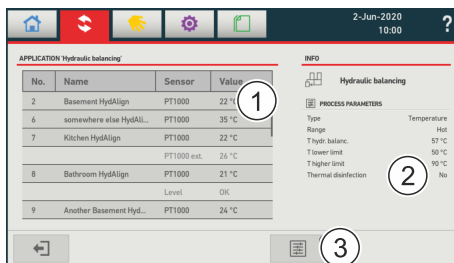 2-Jun-2020
10:00
?
APPLICATION 'Hydraulic balancing'
No. Name Sensor Value
2 Basement HydAlign PT1000 22 °C
6 somewhere else HydAli... PT1000 35 °C
7 Kitchen HydAlign PT1000 22 °C
PT1000 ext. 26 °C
8 Bathroom HydAlign PT1000 21 °C
Level OK
9 Another Basement Hyd... PT1000 24 °C
1
INFO
Hydraulic balancing
PROCESS PARAMETERS
Type Temperature
Range Hot
T hydr. balanc. 57 °C
T lower limit 50 °C
T higher limit 90 °C
Thermal disinfection No
2
3